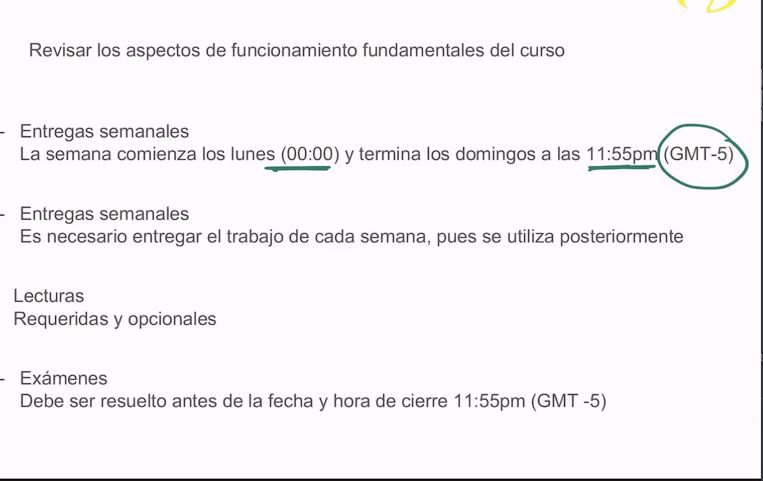 Revisar los aspectos de funcionamiento fundamentales del curso
- Entregas semanales
La semana comienza los lunes (00:00) y termina los domingos a las 11:55pm (GMT-5)
- Entregas semanales
Es necesario entregar el trabajo de cada semana, pues se utiliza posteriormente
Lecturas
Requeridas y opcionales
- Exámenes
Debe ser resuelto antes de la fecha y hora de cierre 11:55pm (GMT -5)